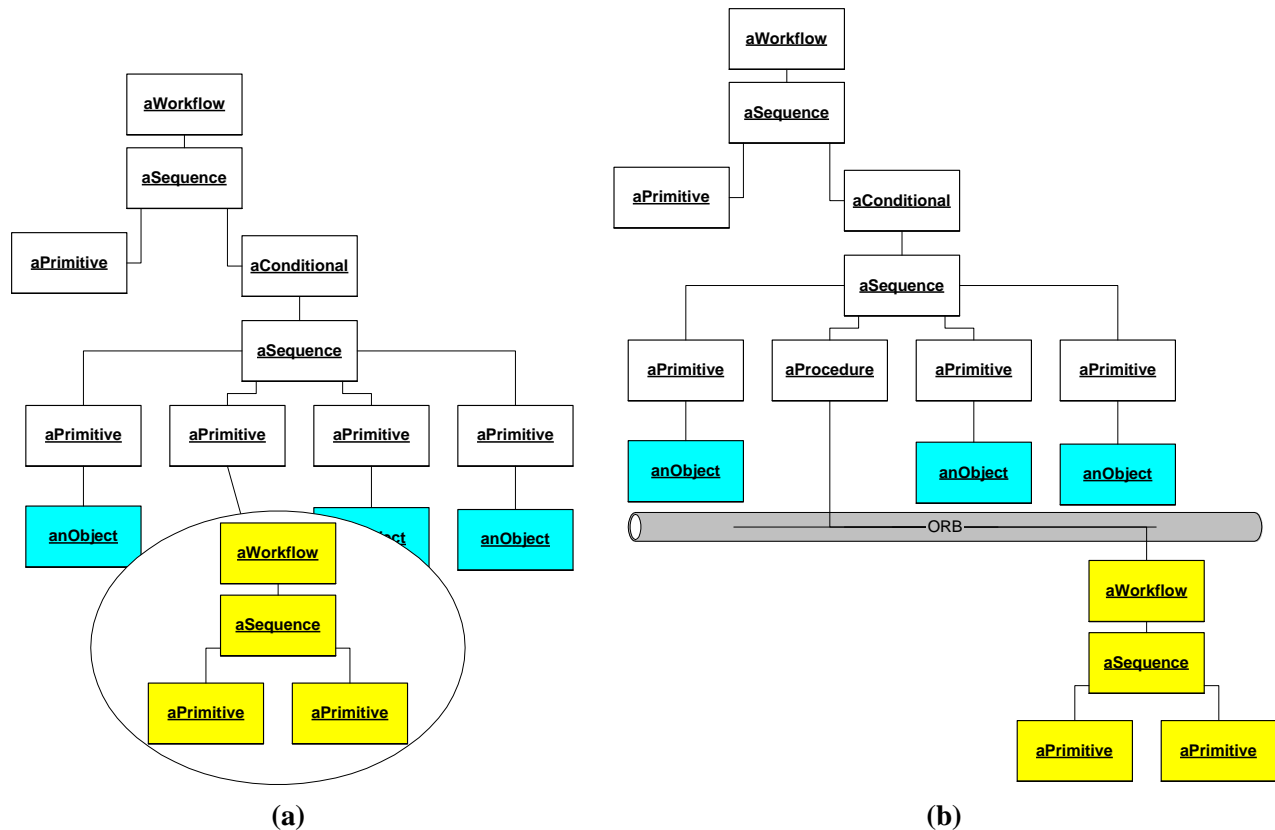 aWorkflow
aSequence
aPrimitive
aConditional
aSequence
aPrimitive
aPrimitive
aPrimitive
aPrimitive
anObject
anObject
aWorkflow
aSequence
aPrimitive
aPrimitive
(a)
aWorkflow
aSequence
aPrimitive
aConditional
aSequence
aPrimitive
aProcedure
aPrimitive
aPrimitive
anObject
anObject
anObject
ORB
aWorkflow
aSequence
aPrimitive
aPrimitive
(b)